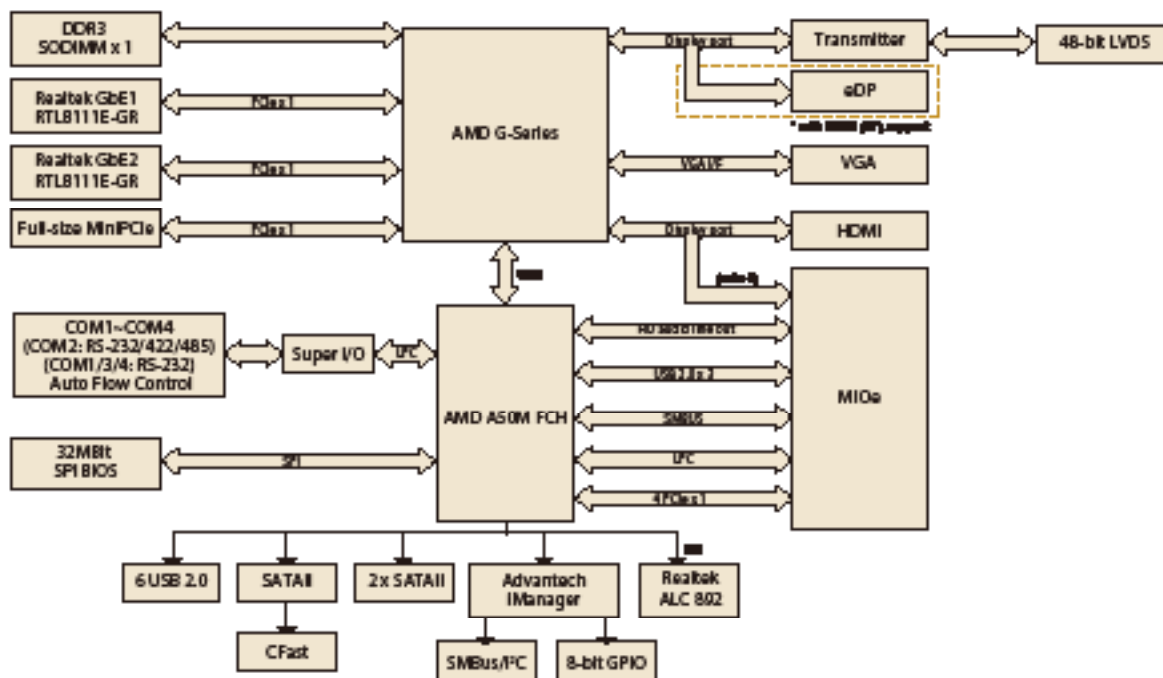 DDR3
SODIMM x 1
Display port
Transmitter
48-bit LVDS
Realtek GbE1
RTL8111E-GR
PCIe x 1
AMD G-Series
eDP
Realtek GbE2
RTL8111E-GR
PCIe x 1
VGA I/F
VGA
Full-size MiniPCIe
PCIe x 1
Display port
HDMI
COM1~COM4
(COM2: RS-232/422/485)
(COM1/3/4: RS-232)
Auto Flow Control
Super I/O
LPC
AMD A50M FCH
HD audio line out
USB 2.0 x 2
SMBUS
LPC
4 PCIe x 1
MIOe
32MBit
SPI BIOS
SPI
6 USB 2.0
SATAII
2x SATAII
Advantech
iManager
Realtek
ALC 892
CFast
SMBus/I²C
8-bit GPIO